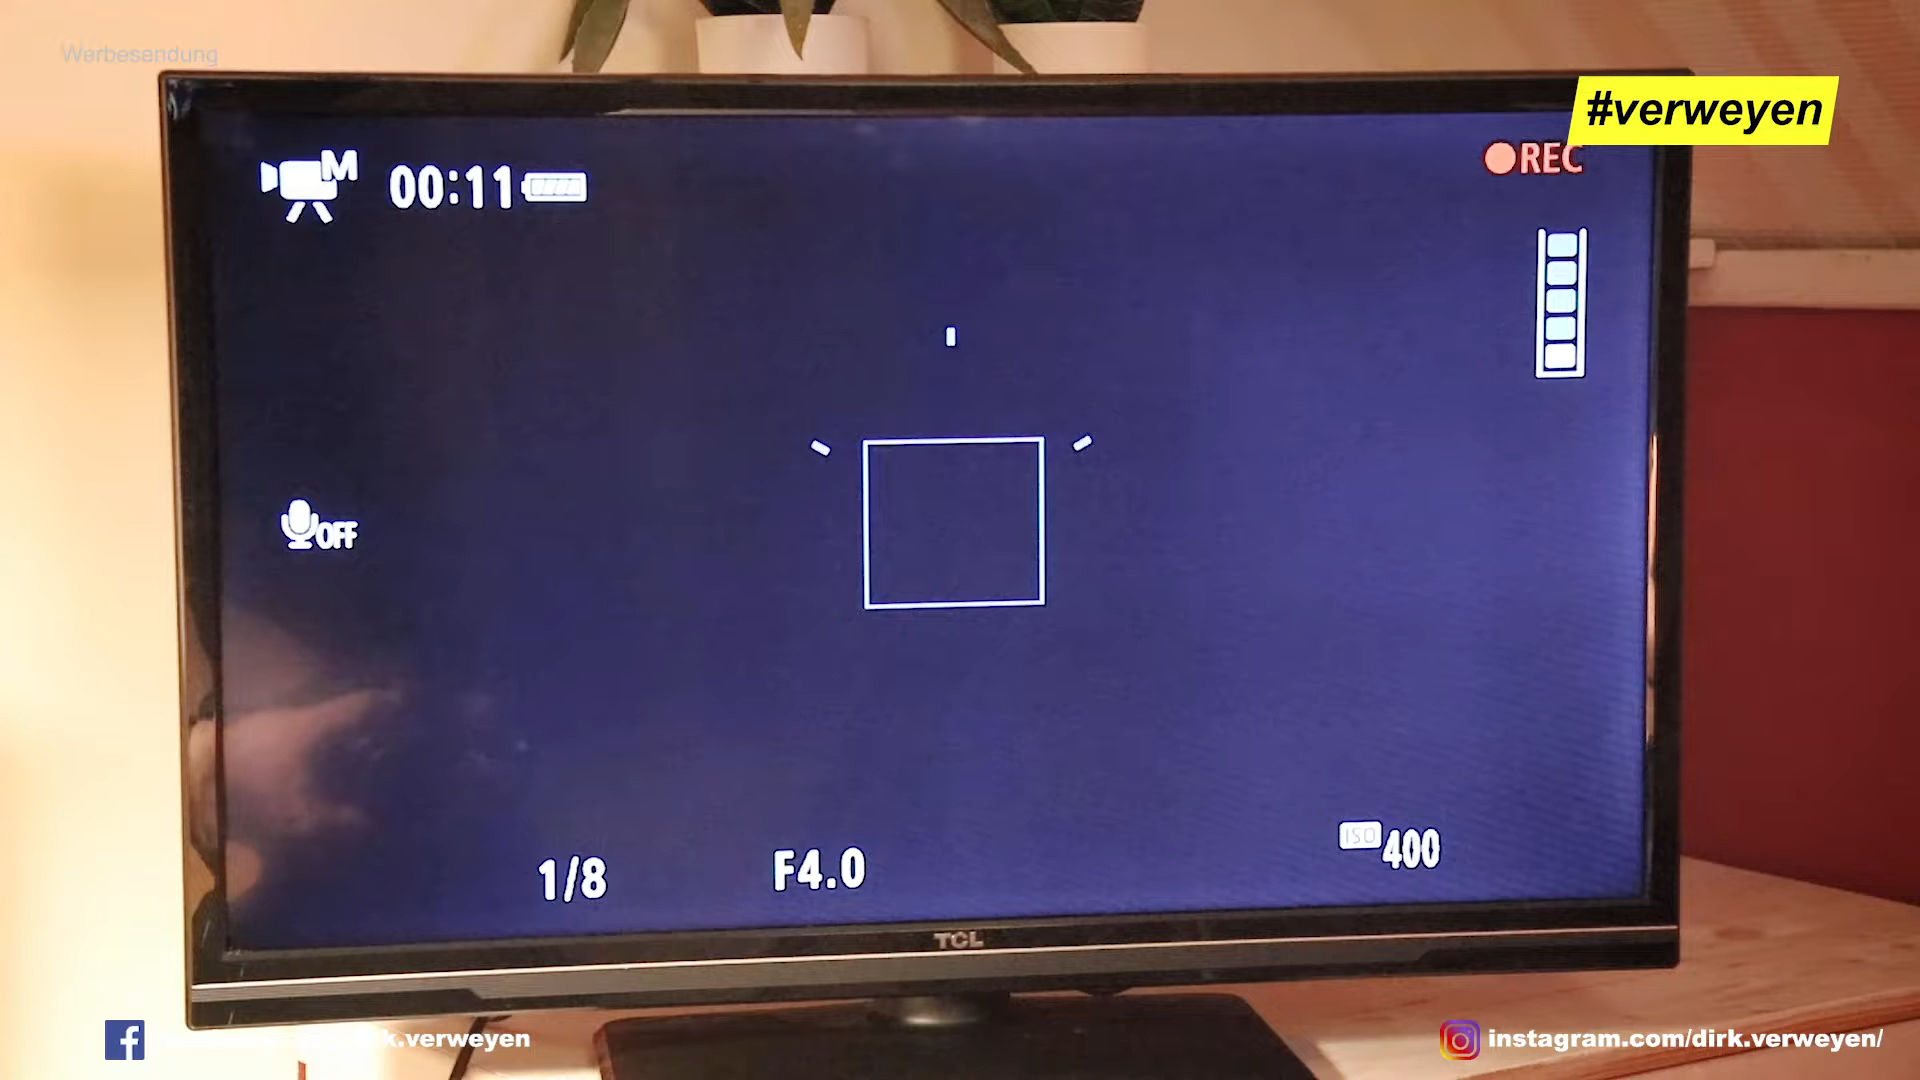 Werbesendung
#verweyen
M
00:11
REC
OFF
1/8
F4.0
ISO 400
TCL
.verweyen
instagram.com/dirk.verweyen/